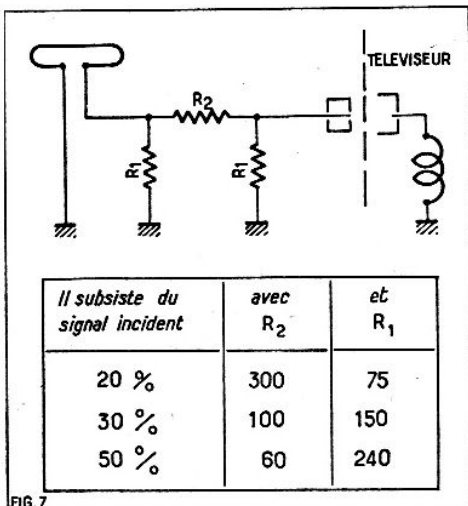 TÉLÉVISEUR
R2
R1
R1
Il subsiste du signal incident
avec R2
et R1
20 % 300 75
30 % 100 150
50 % 60 240
FIG. 7